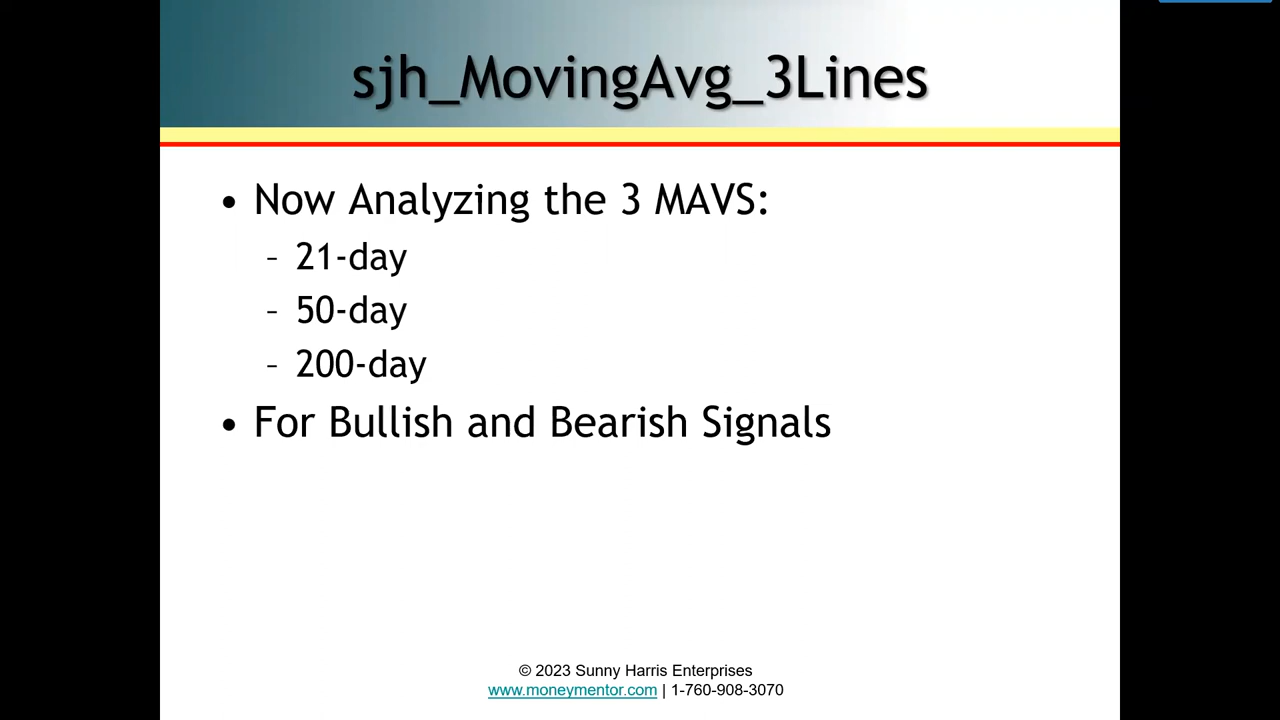 sjh_MovingAvg_3Lines
• Now Analyzing the 3 MAVS:
– 21-day
– 50-day
– 200-day
• For Bullish and Bearish Signals
© 2023 Sunny Harris Enterprises
www.moneymentor.com | 1-760-908-3070